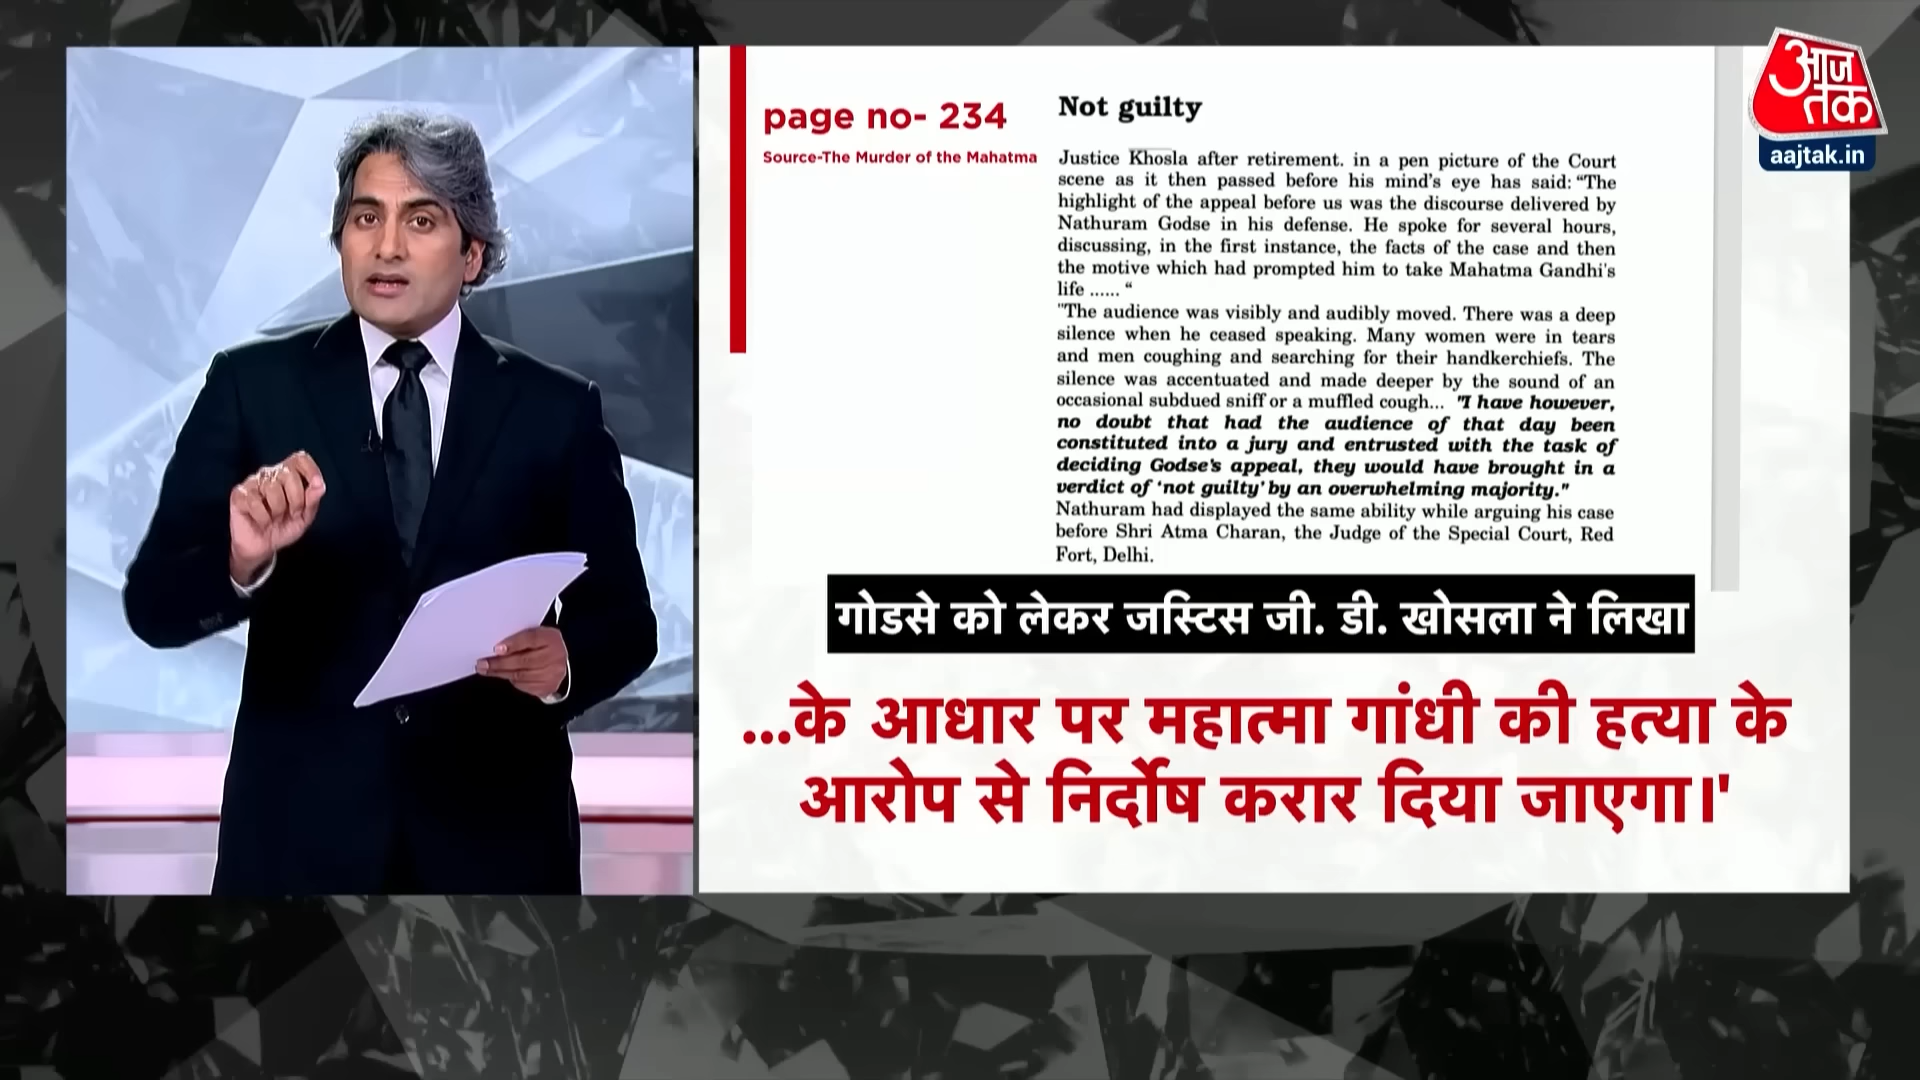 page no- 234
Source-The Murder of the Mahatma
Not guilty
Justice Khosla after retirement. in a pen picture of the Court
scene as it then passed before his mind's eye has said: “The
highlight of the appeal before us was the discourse delivered by
Nathuram Godse in his defense. He spoke for several hours,
discussing, in the first instance, the facts of the case and then
the motive which had prompted him to take Mahatma Gandhi's
life ...... “
"The audience was visibly and audibly moved. There was a deep
silence when he ceased speaking. Many women were in tears
and men coughing and searching for their handkerchiefs. The
silence was accentuated and made deeper by the sound of an
occasional subdued sniff or a muffled cough... "I have however,
no doubt that had the audience of that day been
constituted into a jury and entrusted with the task of
deciding Godse's appeal, they would have brought in a
verdict of ‘not guilty’ by an overwhelming majority."
Nathuram had displayed the same ability while arguing his case
before Shri Atma Charan, the Judge of the Special Court, Red
Fort, Delhi.
आज
तक
aajtak.in
गोडसे को लेकर जस्टिस जी. डी. खोसला ने लिखा
...के आधार पर महात्मा गांधी की हत्या के
आरोप से निर्दोष करार दिया जाएगा।'